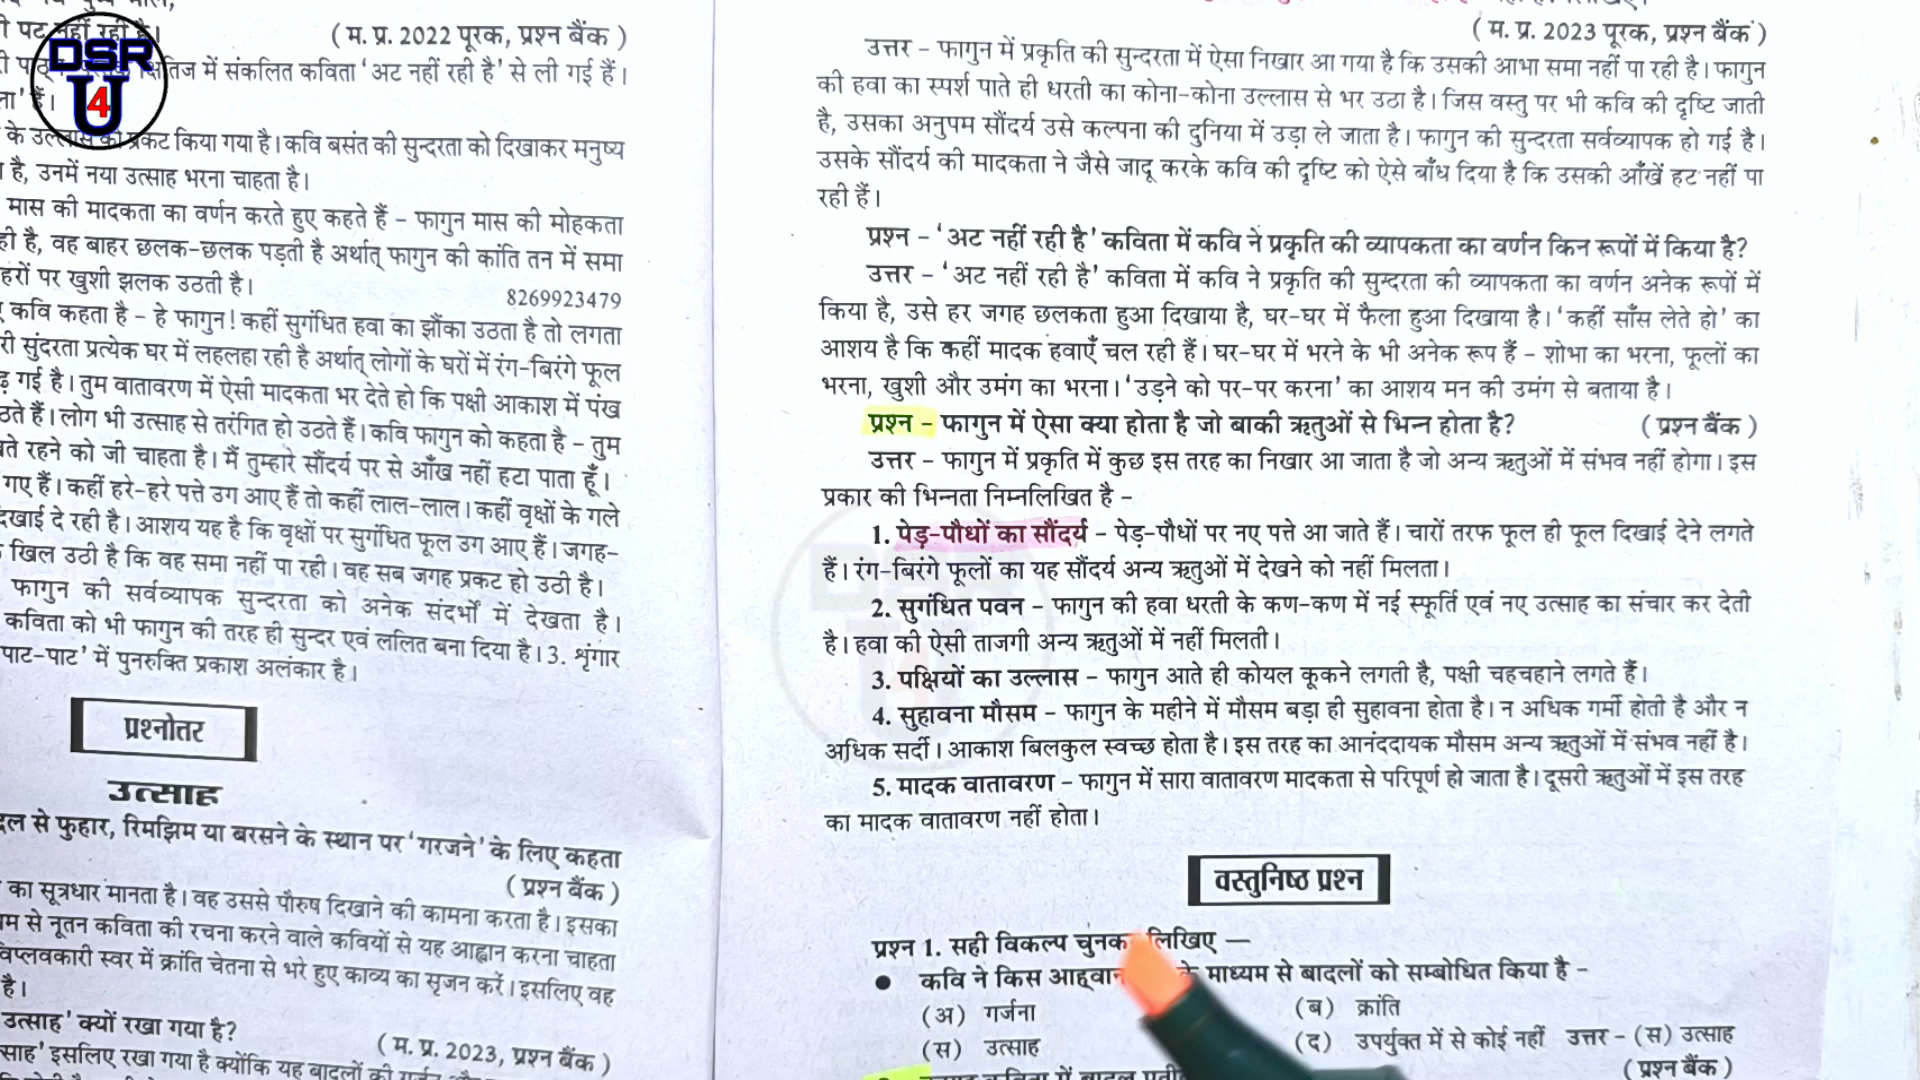 DSR
U
4
पट नहीं रही है।
( म. प्र. 2022 पूरक, प्रश्न बैंक )
क्षितिज में संकलित कविता ' अट नहीं रही है' से ली गई हैं।
के उल्लास को प्रकट किया गया है। कवि बसंत की सुन्दरता को दिखाकर मनुष्य
है, उनमें नया उत्साह भरना चाहता है।
मास की मादकता का वर्णन करते हुए कहते हैं – फागुन मास की मोहकता
ही है, वह बाहर छलक-छलक पड़ती है अर्थात् फागुन की कांति तन में समा
हरों पर खुशी झलक उठती है।
8269923479
कवि कहता है – हे फागुन! कहीं सुगंधित हवा का झौंका उठता है तो लगता
री सुंदरता प्रत्येक घर में लहलहा रही है अर्थात् लोगों के घरों में रंग-बिरंगे फूल
गई है। तुम वातावरण में ऐसी मादकता भर देते हो कि पक्षी आकाश में पंख
ठते हैं। लोग भी उत्साह से तरंगित हो उठते हैं। कवि फागुन को कहता है – तुम
ते रहने को जी चाहता है। मैं तुम्हारे सौंदर्य पर से आँख नहीं हटा पाता हूँ।
गए हैं। कहीं हरे-हरे पत्ते उग आए हैं तो कहीं लाल-लाल। कहीं वृक्षों के गले
दिखाई दे रही है। आशय यह है कि वृक्षों पर सुगंधित फूल उग आए हैं। जगह-
खिल उठी है कि वह समा नहीं पा रही। वह सब जगह प्रकट हो उठी है।
फागुन की सर्वव्यापक सुन्दरता को अनेक संदर्भों में देखता है।
कविता को भी फागुन की तरह ही सुन्दर एवं ललित बना दिया है। 3. शृंगार
पाट-पाट' में पुनरुक्ति प्रकाश अलंकार है।
प्रश्नोतर
उत्साह
दल से फुहार, रिमझिम या बरसने के स्थान पर 'गरजने' के लिए कहता
( प्रश्न बैंक )
का सूत्रधार मानता है। वह उससे पौरुष दिखाने की कामना करता है। इसका
म से नूतन कविता की रचना करने वाले कवियों से यह आह्वान करना चाहता
विप्लवकारी स्वर में क्रांति चेतना से भरे हुए काव्य का सृजन करें। इसलिए वह
है।
उत्साह' क्यों रखा गया है?
( म. प्र. 2023, प्रश्न बैंक )
साह' इसलिए रखा गया है क्योंकि यह बादलों की गर्जन
( म. प्र. 2023 पूरक, प्रश्न बैंक )
उत्तर – फागुन में प्रकृति की सुन्दरता में ऐसा निखार आ गया है कि उसकी आभा समा नहीं पा रही है। फागुन
की हवा का स्पर्श पाते ही धरती का कोना-कोना उल्लास से भर उठा है। जिस वस्तु पर भी कवि की दृष्टि जाती
है, उसका अनुपम सौंदर्य उसे कल्पना की दुनिया में उड़ा ले जाता है। फागुन की सुन्दरता सर्वव्यापक हो गई है।
उसके सौंदर्य की मादकता ने जैसे जादू करके कवि की दृष्टि को ऐसे बाँध दिया है कि उसकी आँखें हट नहीं पा
रही हैं।
प्रश्न – ' अट नहीं रही है' कविता में कवि ने प्रकृति की व्यापकता का वर्णन किन रूपों में किया है?
उत्तर – 'अट नहीं रही है' कविता में कवि ने प्रकृति की सुन्दरता की व्यापकता का वर्णन अनेक रूपों में
किया है, उसे हर जगह छलकता हुआ दिखाया है, घर-घर में फैला हुआ दिखाया है। 'कहीं साँस लेते हो' का
आशय है कि कहीं मादक हवाएँ चल रही हैं। घर-घर में भरने के भी अनेक रूप हैं – शोभा का भरना, फूलों का
भरना, खुशी और उमंग का भरना। 'उड़ने को पर-पर करना' का आशय मन की उमंग से बताया है।
प्रश्न – फागुन में ऐसा क्या होता है जो बाकी ऋतुओं से भिन्न होता है? ( प्रश्न बैंक )
उत्तर – फागुन में प्रकृति में कुछ इस तरह का निखार आ जाता है जो अन्य ऋतुओं में संभव नहीं होगा। इस
प्रकार की भिन्नता निम्नलिखित है –
1. पेड़-पौधों का सौंदर्य – पेड़-पौधों पर नए पत्ते आ जाते हैं। चारों तरफ फूल ही फूल दिखाई देने लगते
हैं। रंग-बिरंगे फूलों का यह सौंदर्य अन्य ऋतुओं में देखने को नहीं मिलता।
2. सुगंधित पवन – फागुन की हवा धरती के कण-कण में नई स्फूर्ति एवं नए उत्साह का संचार कर देती
है। हवा की ऐसी ताजगी अन्य ऋतुओं में नहीं मिलती।
3. पक्षियों का उल्लास – फागुन आते ही कोयल कूकने लगती है, पक्षी चहचहाने लगते हैं।
4. सुहावना मौसम – फागुन के महीने में मौसम बड़ा ही सुहावना होता है। न अधिक गर्मी होती है और न
अधिक सर्दी। आकाश बिलकुल स्वच्छ होता है। इस तरह का आनंददायक मौसम अन्य ऋतुओं में संभव नहीं है।
5. मादक वातावरण – फागुन में सारा वातावरण मादकता से परिपूर्ण हो जाता है। दूसरी ऋतुओं में इस तरह
का मादक वातावरण नहीं होता।
वस्तुनिष्ठ प्रश्न
प्रश्न 1. सही विकल्प चुनकर लिखिए —
● कवि ने किस आह्वान के माध्यम से बादलों को सम्बोधित किया है –
(अ) गर्जना (ब) क्रांति
(स) उत्साह (द) उपर्युक्त में से कोई नहीं उत्तर – (स) उत्साह
( प्रश्न बैंक )
कविता में बादल